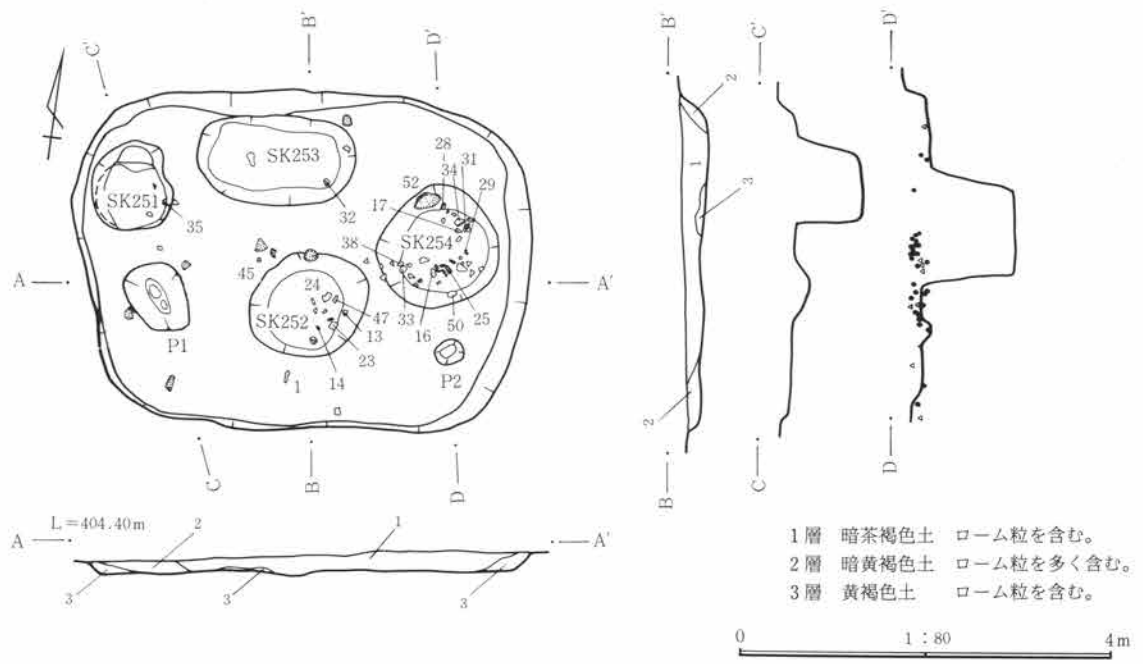 B'
D'
C'
SK253
28
34
31
29
52
17
SK251
35
32
SK254
38
45
24
A
A'
SK252
47
13
33
16
50
25
P1
23
14
1
P2
C
B
D
L=404.40m
A
2
1
A'
3
3
3
B'
C'
D'
2
1
3
2
B
C
D
1層 暗茶褐色土 ローム粒を含む。
2層 暗黄褐色土 ローム粒を多く含む。
3層 黄褐色土 ローム粒を含む。
0 1:80 4m